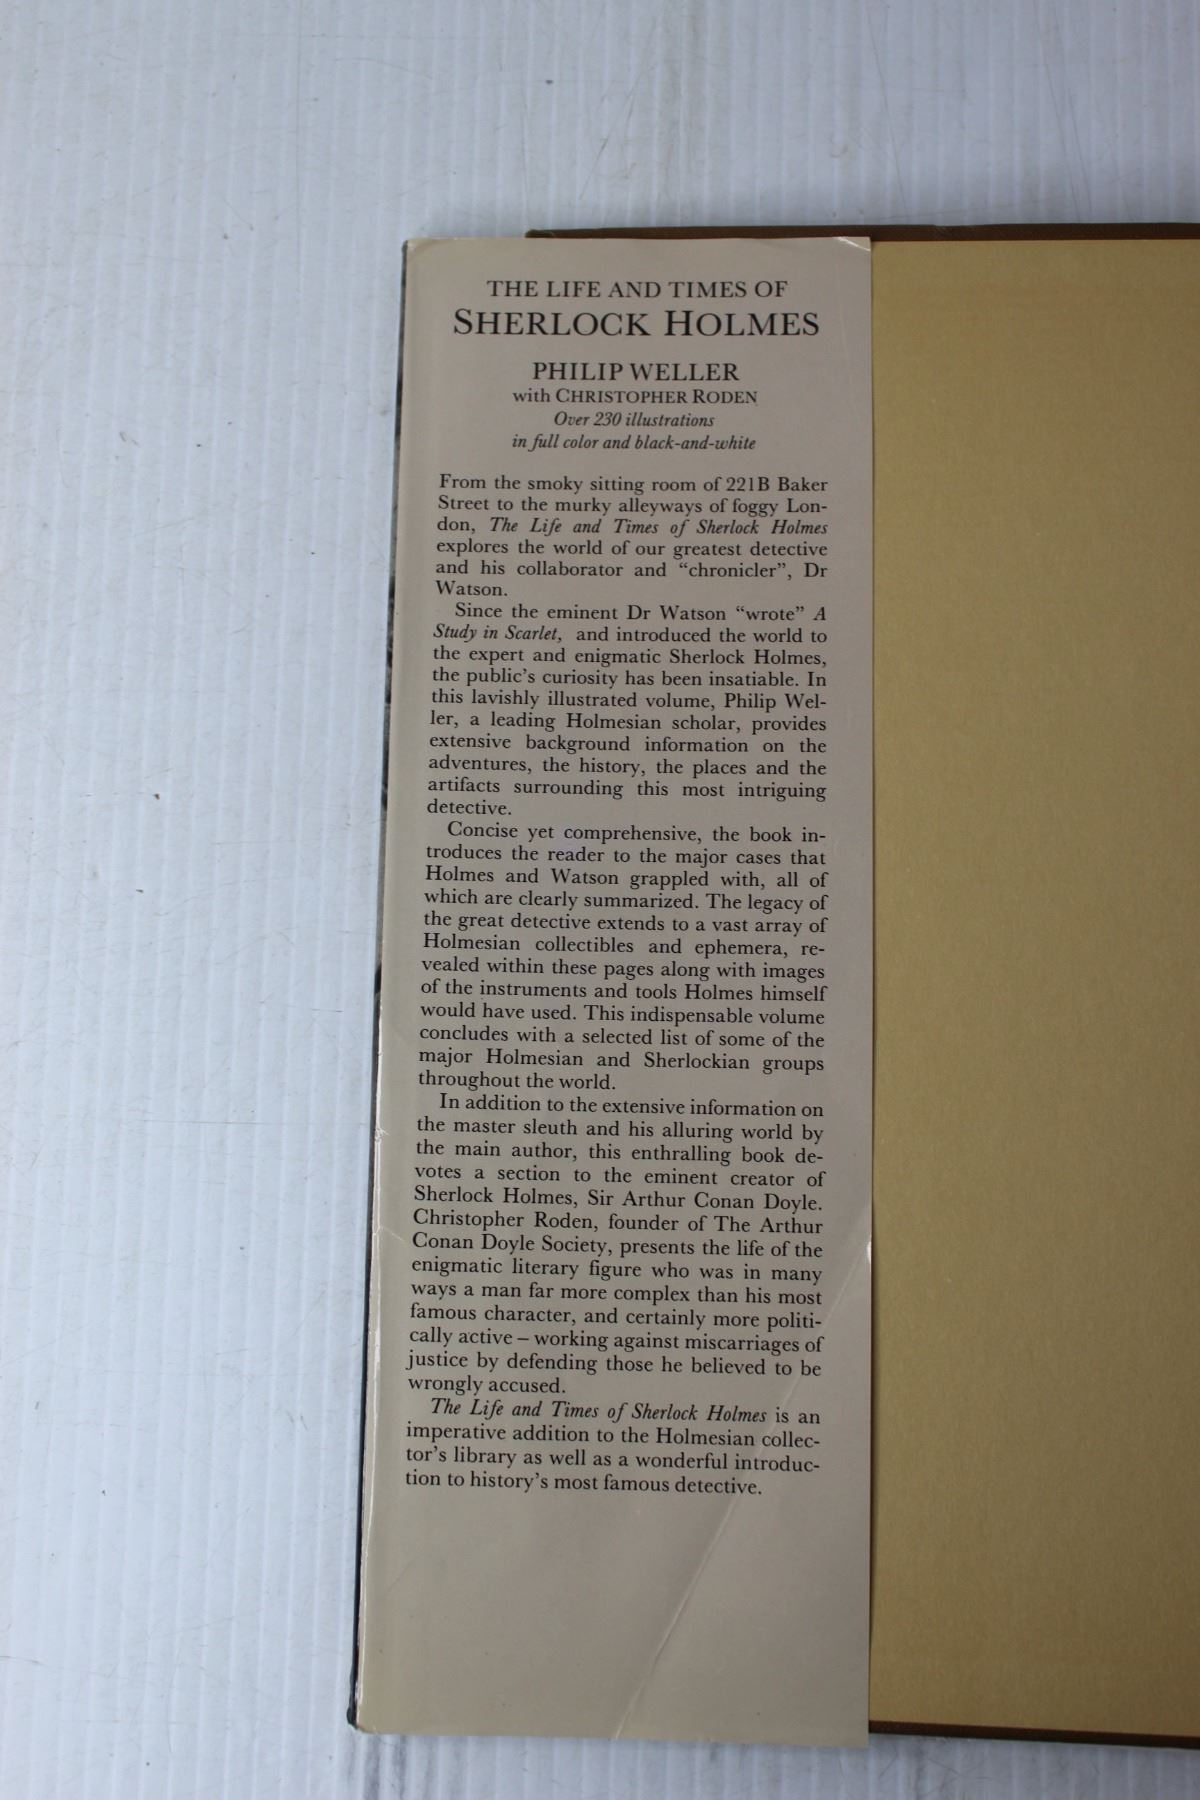 THE LIFE AND TIMES OF
SHERLOCK HOLMES
PHILIP WELLER
with CHRISTOPHER RODEN
Over 230 illustrations
in full color and black-and-white
From the smoky sitting room of 221B Baker
Street to the murky alleyways of foggy Lon-
don, The Life and Times of Sherlock Holmes
explores the world of our greatest detective
and his collaborator and “chronicler”, Dr
Watson.
Since the eminent Dr Watson “wrote” A
Study in Scarlet, and introduced the world to
the expert and enigmatic Sherlock Holmes,
the public’s curiosity has been insatiable. In
this lavishly illustrated volume, Philip Wel-
ler, a leading Holmesian scholar, provides
extensive background information on the
adventures, the history, the places and the
artifacts surrounding this most intriguing
detective.
Concise yet comprehensive, the book in-
troduces the reader to the major cases that
Holmes and Watson grappled with, all of
which are clearly summarized. The legacy of
the great detective extends to a vast array of
Holmesian collectibles and ephemera, re-
vealed within these pages along with images
of the instruments and tools Holmes himself
would have used. This indispensable volume
concludes with a selected list of some of the
major Holmesian and Sherlockian groups
throughout the world.
In addition to the extensive information on
the master sleuth and his alluring world by
the main author, this enthralling book de-
votes a section to the eminent creator of
Sherlock Holmes, Sir Arthur Conan Doyle.
Christopher Roden, founder of The Arthur
Conan Doyle Society, presents the life of the
enigmatic literary figure who was in many
ways a man far more complex than his most
famous character, and certainly more politi-
cally active – working against miscarriages of
justice by defending those he believed to be
wrongly accused.
The Life and Times of Sherlock Holmes is an
imperative addition to the Holmesian collec-
tor’s library as well as a wonderful introduc-
tion to history’s most famous detective.